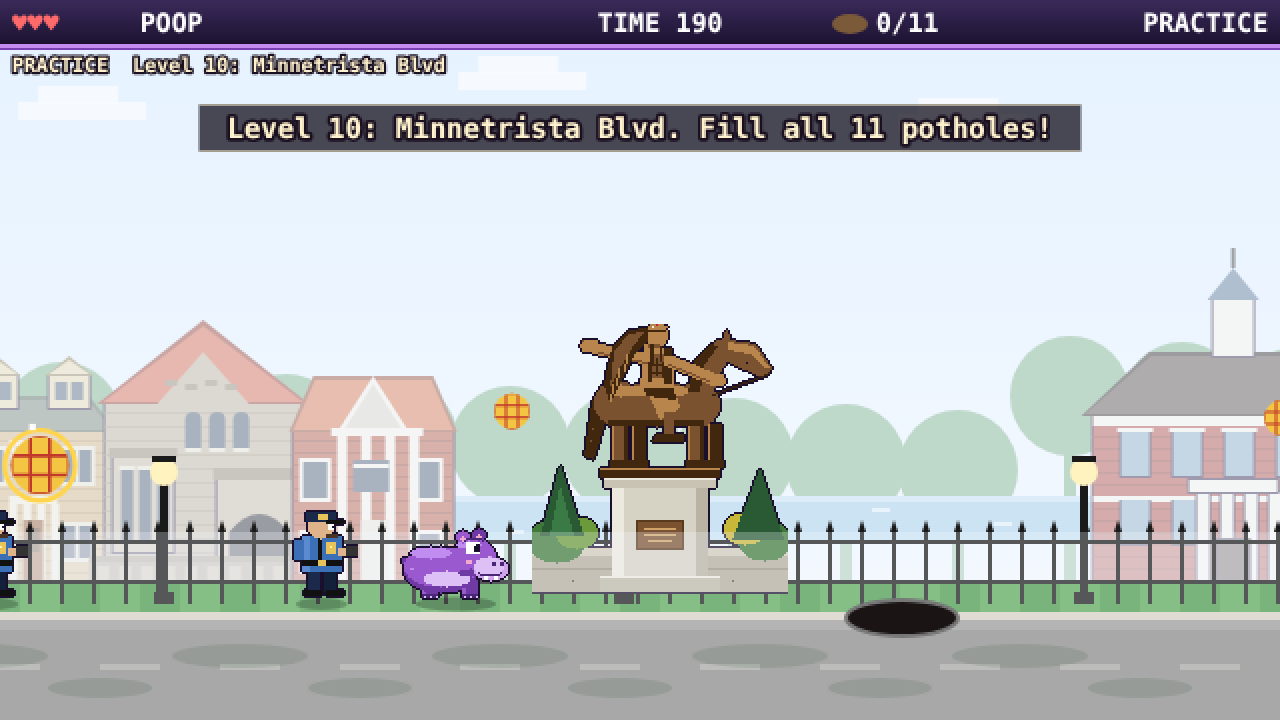 ♥♥♥ POOP TIME 190 0/11 PRACTICE
PRACTICE Level 10: Minnetrista Blvd
Level 10: Minnetrista Blvd. Fill all 11 potholes!